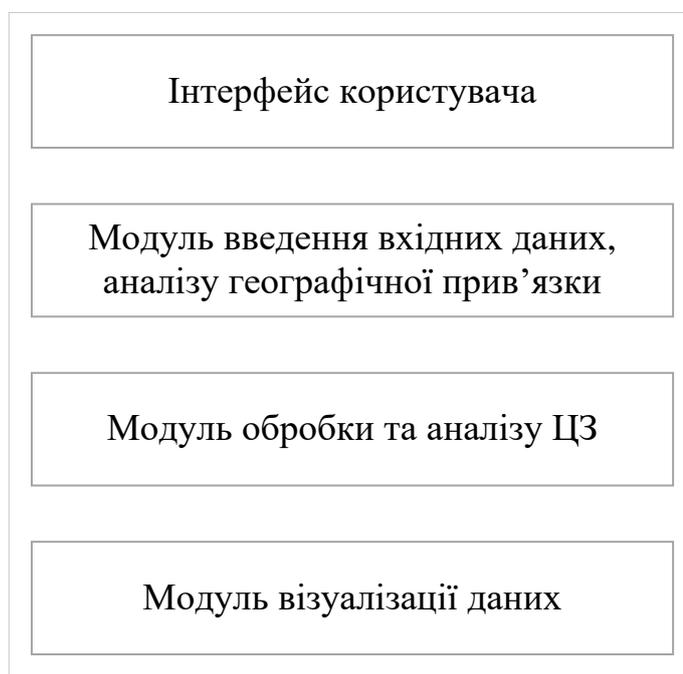 Інтерфейс користувача
Модуль введення вхідних даних,
аналізу географічної прив’язки
Модуль обробки та аналізу ЦЗ
Модуль візуалізації даних